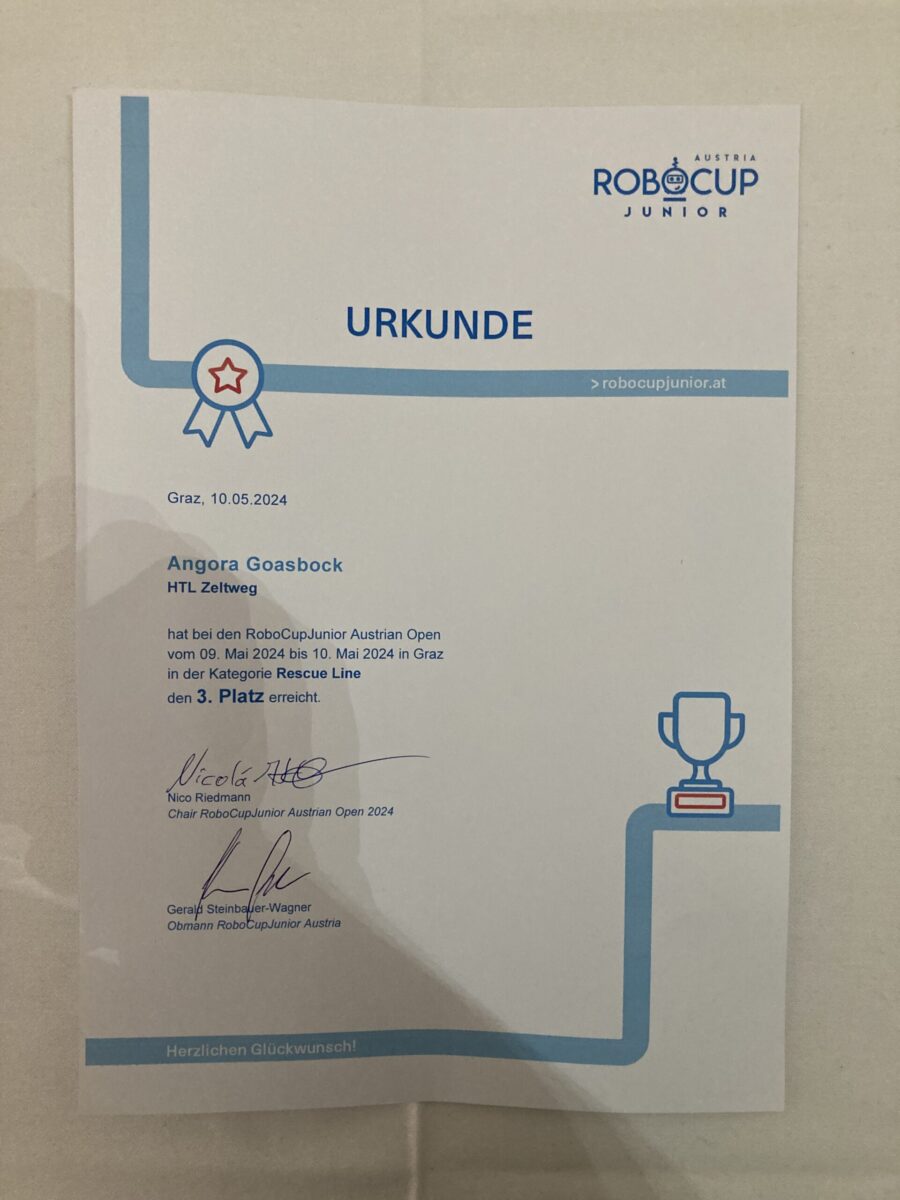 AUSTRIA
ROBOCUP
JUNIOR
URKUNDE
>robocupjunior.at
Graz, 10.05.2024
Angora Goasbock
HTL Zeltweg
hat bei den RoboCupJunior Austrian Open
vom 09. Mai 2024 bis 10. Mai 2024 in Graz
in der Kategorie Rescue Line
den 3. Platz erreicht.
Nicolá
Nico Riedmann
Chair RoboCupJunior Austrian Open 2024
Gerald Steinbauer-Wagner
Obmann RoboCupJunior Austria
Herzlichen Glückwunsch!